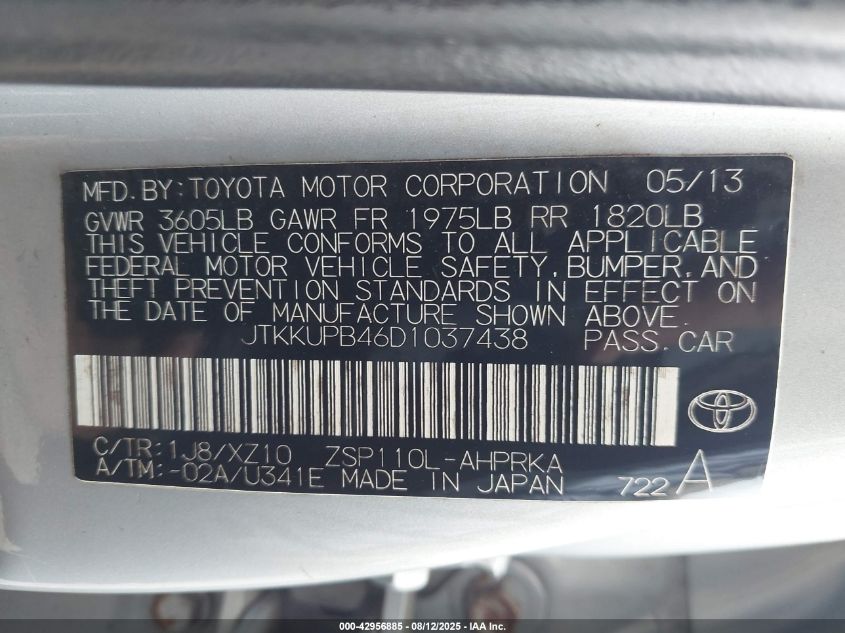 MFD.BY:TOYOTA MOTOR CORPORATION 05/13
GVWR 3605LB GAWR FR 1975LB RR 1820LB
THIS VEHICLE CONFORMS TO ALL APPLICABLE
FEDERAL MOTOR VEHICLE SAFETY,BUMPER,AND
THEFT PREVENTION STANDARDS IN EFFECT ON
THE DATE OF MANUFACTURE SHOWN ABOVE.
JTKKUPB46D1037438 PASS.CAR
C/TR:1J8/XZ10 ZSP110L-AHPRKA
A/TM:-02A/U341E MADE IN JAPAN 722 A
000-42956885 - 08/12/2025 - IAA Inc.